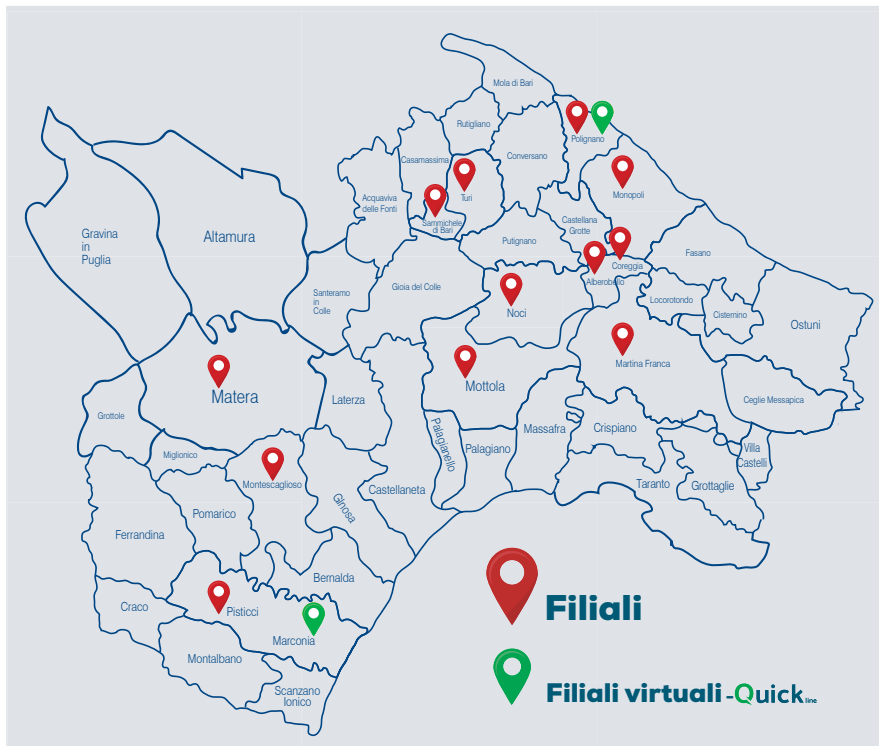 Mola di Bari
Rutigliano
Polignano
Casamassima
Conversano
Acquaviva
delle Fonti
Turi
Monopoli
Sammichele
di Bari
Castellana
Grotte
Gravina
in
Puglia
Altamura
Putignano
Fasano
Coreggia
Alberobello
Gioia del Colle
Santeramo
in
Colle
Noci
Locorotondo
Cisternino
Ostuni
Martina Franca
Mottola
Matera
Laterza
Ceglie Messapica
Grottole
Palagianello
Palagiano
Massafra
Crispiano
Villa
Castelli
Miglionico
Montescaglioso
Ginosa
Castellaneta
Taranto
Grottaglie
Pomarico
Ferrandina
Bernalda
Craco
Pisticci
Marconia
Montalbano
Scanzano
Ionico
Filiali
Filiali virtuali - Quick line